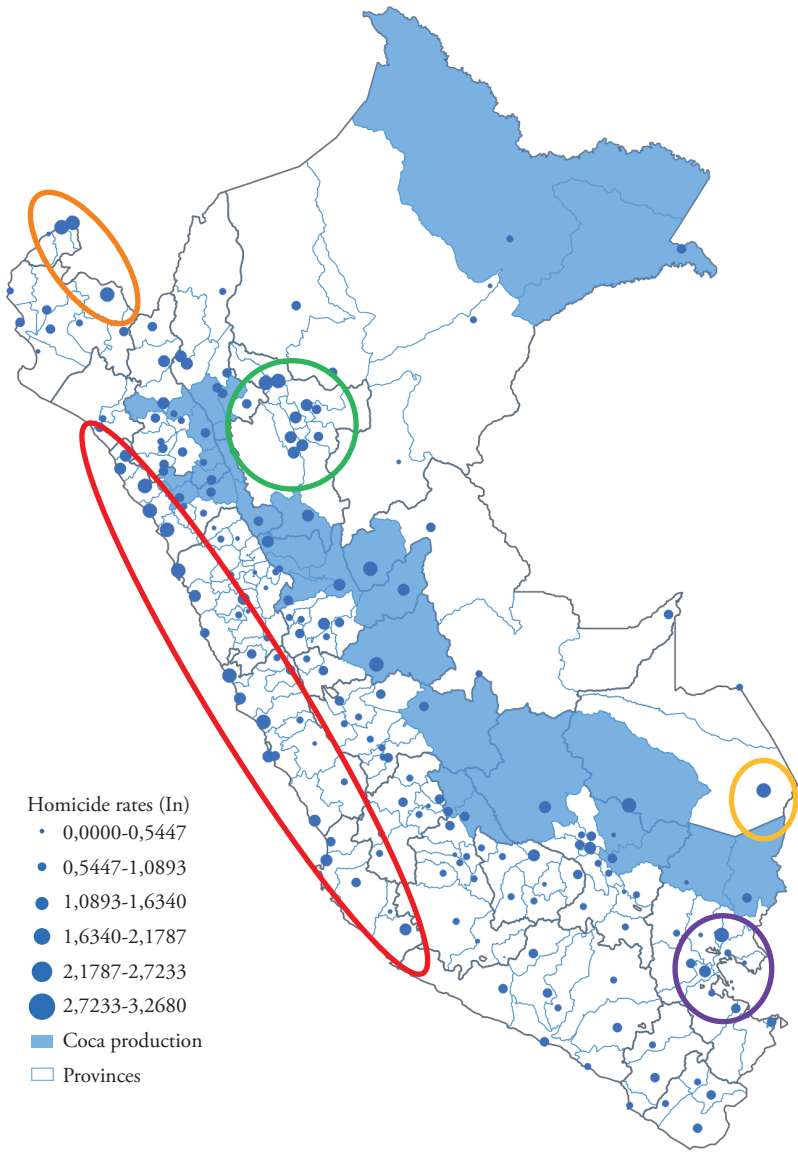 Homicide rates (In)
0,0000-0,5447
0,5447-1,0893
1,0893-1,6340
1,6340-2,1787
2,1787-2,7233
2,7233-3,2680
Coca production
Provinces